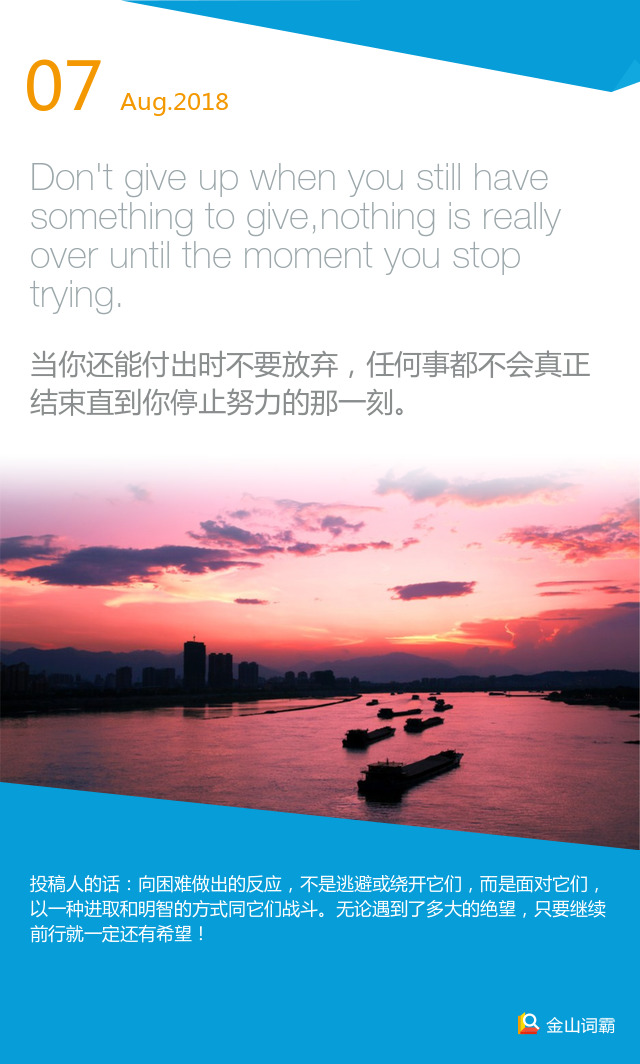 07 Aug.2018
Don't give up when you still have
something to give,nothing is really
over until the moment you stop
trying.
当你还能付出时不要放弃，任何事都不会真正
结束直到你停止努力的那一刻。
投稿人的话：向困难做出的反应，不是逃避或绕开它们，而是面对它们，
以一种进取和明智的方式同它们战斗。无论遇到了多大的绝望，只要继续
前行就一定还有希望！
金山词霸